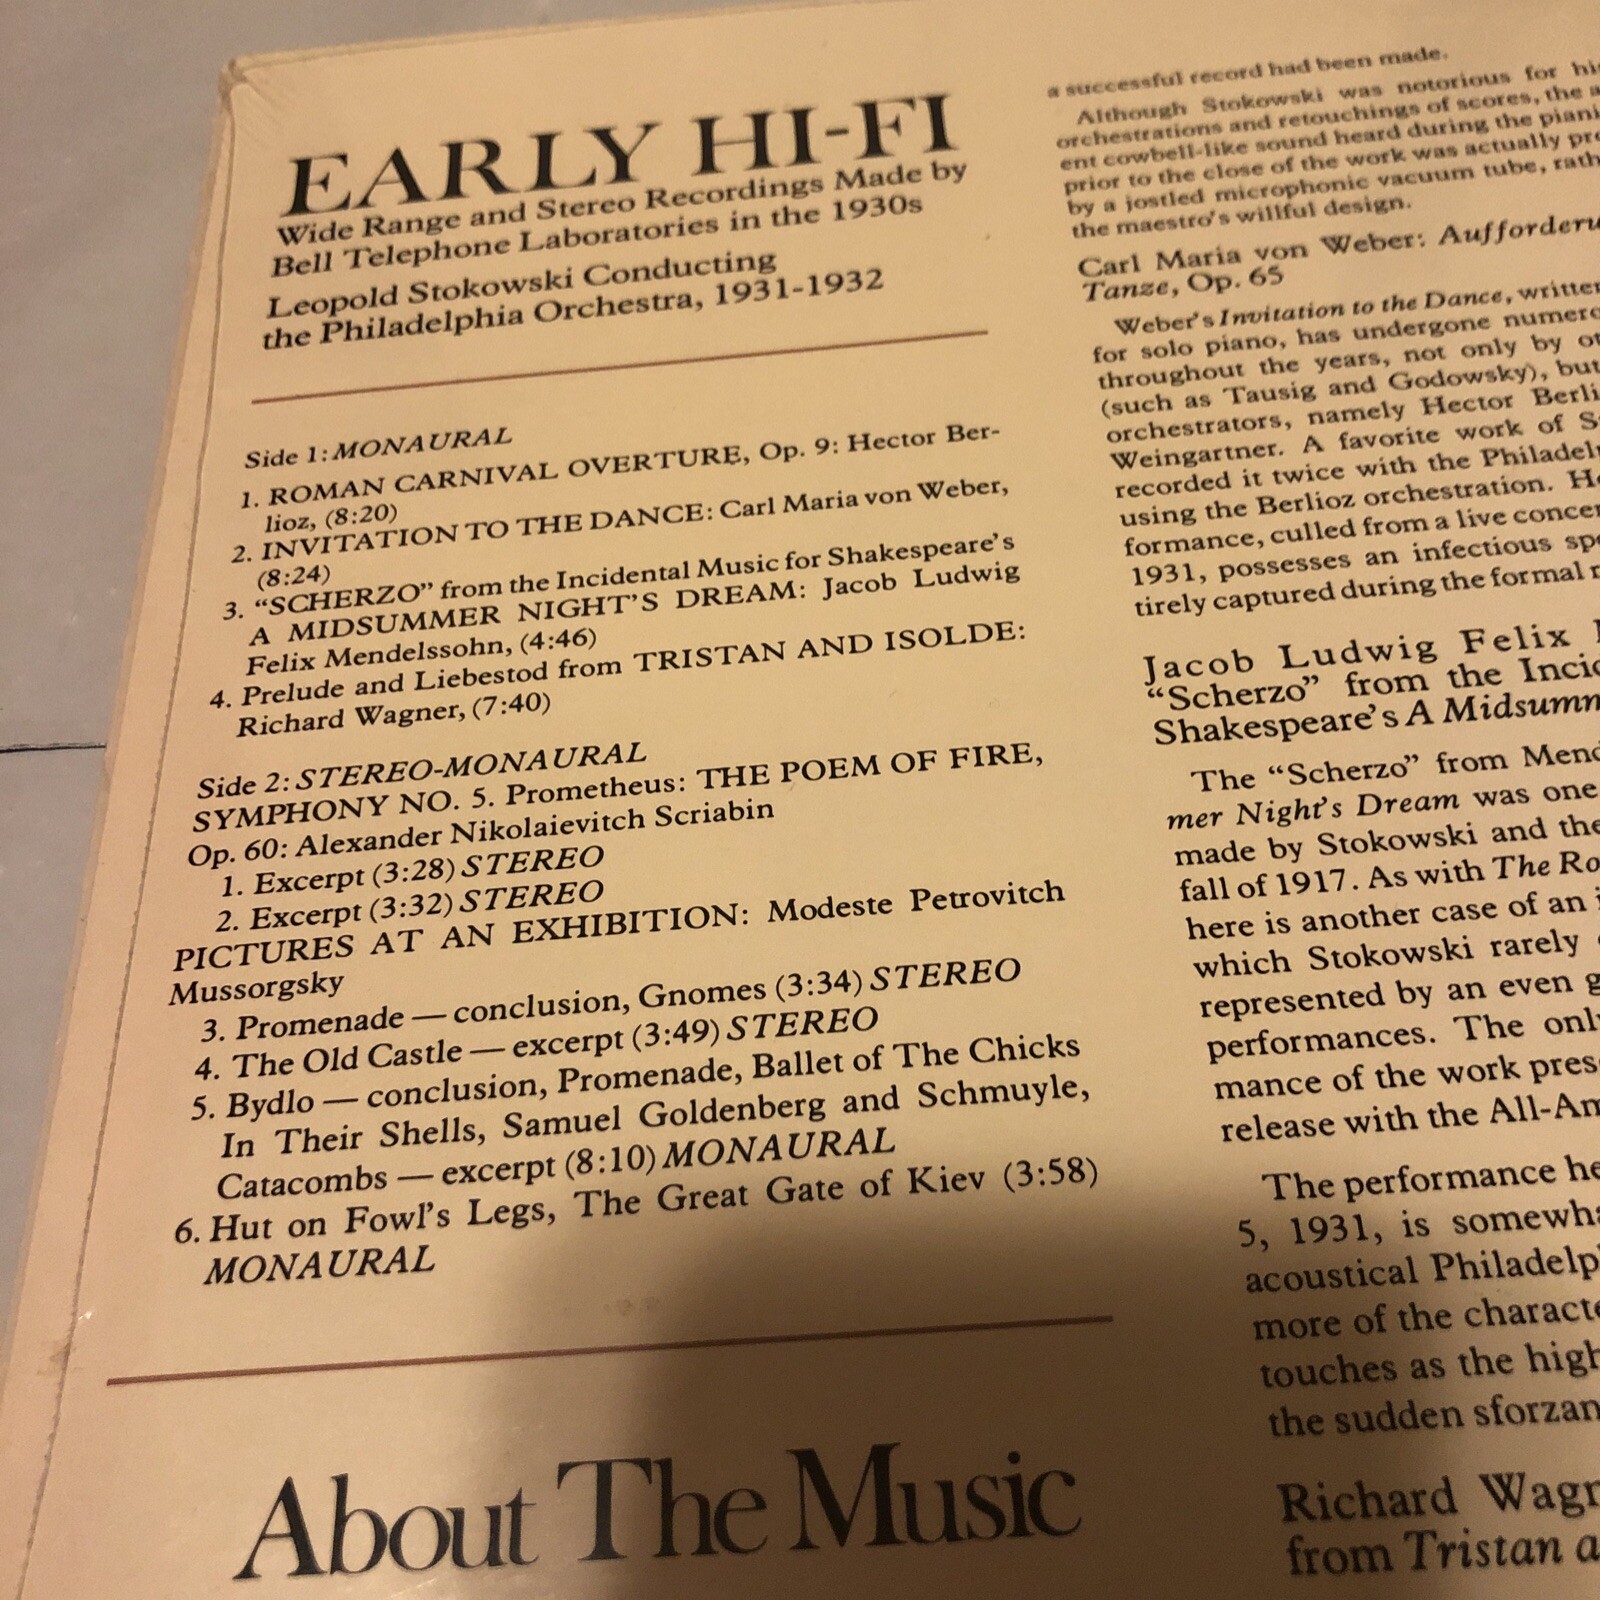 EARLY HI-FI
Wide Range and Stereo Recordings Made by
Bell Telephone Laboratories in the 1930s
Leopold Stokowski Conducting
the Philadelphia Orchestra, 1931-1932
Side 1: MONAURAL
1. ROMAN CARNIVAL OVERTURE, Op. 9: Hector Ber-
lioz, (8:20)
2. INVITATION TO THE DANCE: Carl Maria von Weber,
(8:24)
3. “SCHERZO” from the Incidental Music for Shakespeare's
A MIDSUMMER NIGHT'S DREAM: Jacob Ludwig
Felix Mendelssohn, (4:46)
4. Prelude and Liebestod from TRISTAN AND ISOLDE:
Richard Wagner, (7:40)
Side 2: STEREO-MONAURAL
SYMPHONY NO. 5. Prometheus: THE POEM OF FIRE,
Op. 60: Alexander Nikolaievitch Scriabin
1. Excerpt (3:28) STEREO
2. Excerpt (3:32) STEREO
PICTURES AT AN EXHIBITION: Modeste Petrovitch
Mussorgsky
3. Promenade — conclusion, Gnomes (3:34) STEREO
4. The Old Castle — excerpt (3:49) STEREO
5. Bydlo — conclusion, Promenade, Ballet of The Chicks
In Their Shells, Samuel Goldenberg and Schmuyle,
Catacombs — excerpt (8:10) MONAURAL
6. Hut on Fowl's Legs, The Great Gate of Kiev (3:58)
MONAURAL
About The Music
a successful record had been made.
Although Stokowski was notorious for his
orchestrations and retouchings of scores, the
ent cowbell-like sound heard during the
prior to the close of the work was actually
by a jostled microphonic vacuum tube,
the maestro's willful design.
Carl Maria von Weber:
Tanze, Op. 65
Weber's Invitation to the Dance, written
for solo piano, has undergone
throughout the years, not only by
(such as Tausig and Godowsky), but
orchestrators, namely Hector
Weingartner. A favorite work of
recorded it twice with the
using the Berlioz orchestration.
formance, culled from a live
1931, possesses an infectious
tirely captured during the formal
Jacob Ludwig Felix
“Scherzo” from the
Shakespeare's A
The “Scherzo” from
mer Night's Dream was one
made by Stokowski and the
fall of 1917. As with The
here is another case of an
which Stokowski rarely
represented by an even
performances. The
mance of the work
release with the
The performance
5, 1931, is
acoustical
more of the
touches as the
the sudden
Richard
from Tristan